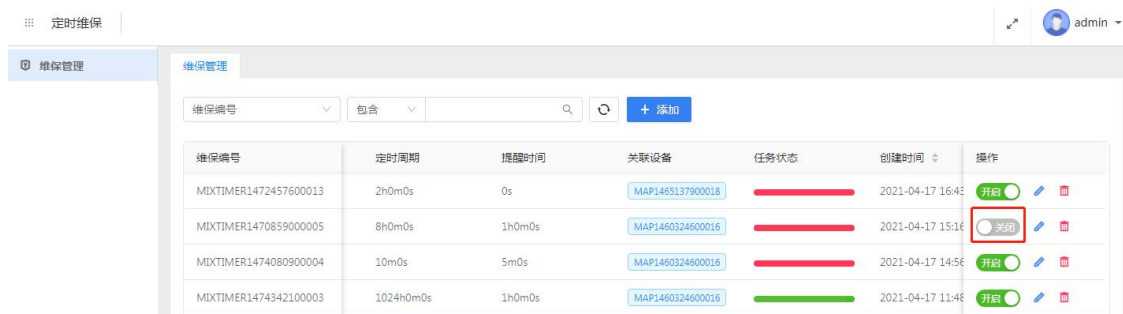 定时维保
admin
维保管理
维保管理
维保编号 包含 + 添加
维保编号 定时周期 提醒时间 关联设备 任务状态 创建时间 操作
MIXTIMER1472457600013 2h0m0s 0s MAP1465137900018 2021-04-17 16:43 开启
MIXTIMER1470859000005 8h0m0s 1h0m0s MAP1460324600016 2021-04-17 15:16 关闭
MIXTIMER1474080900004 10m0s 5m0s MAP1460324600016 2021-04-17 14:56 开启
MIXTIMER1474342100003 1024h0m0s 1h0m0s MAP1460324600016 2021-04-17 11:48 开启